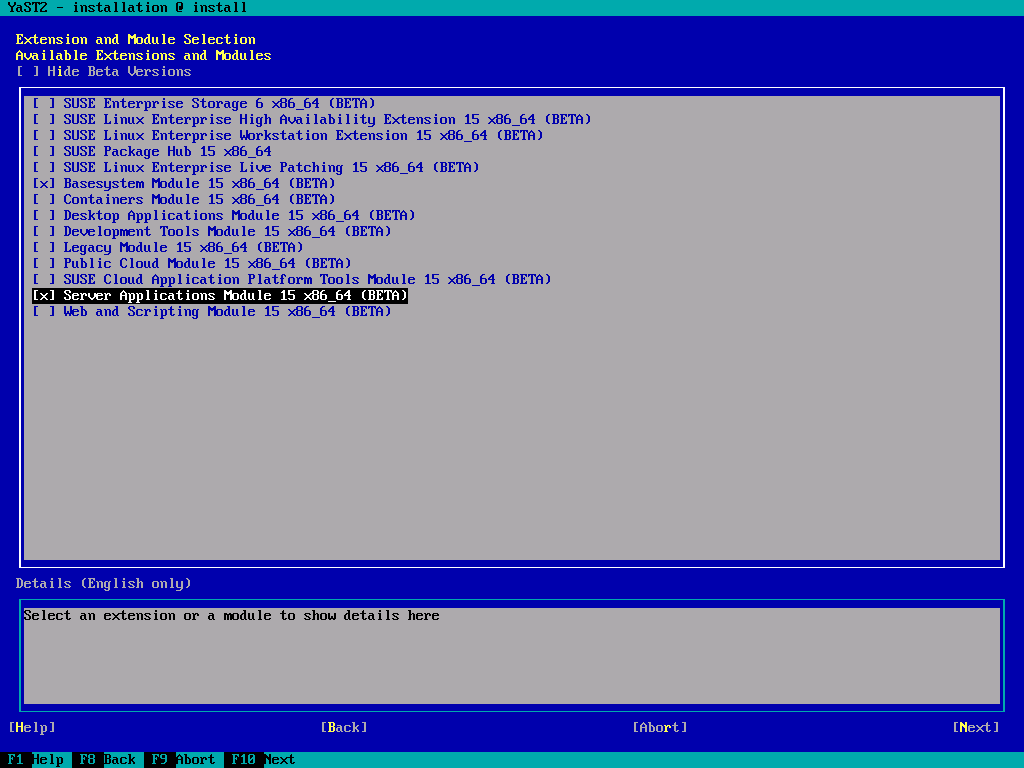 YaST2 - installation @ install
Extension and Module Selection
Available Extensions and Modules
[ ] Hide Beta Versions
[ ] SUSE Enterprise Storage 6 x86_64 (BETA)
[ ] SUSE Linux Enterprise High Availability Extension 15 x86_64 (BETA)
[ ] SUSE Linux Enterprise Workstation Extension 15 x86_64 (BETA)
[ ] SUSE Package Hub 15 x86_64
[ ] SUSE Linux Enterprise Live Patching 15 x86_64 (BETA)
[x] Basesystem Module 15 x86_64 (BETA)
[ ] Containers Module 15 x86_64 (BETA)
[ ] Desktop Applications Module 15 x86_64 (BETA)
[ ] Development Tools Module 15 x86_64 (BETA)
[ ] Legacy Module 15 x86_64 (BETA)
[ ] Public Cloud Module 15 x86_64 (BETA)
[ ] SUSE Cloud Application Platform Tools Module 15 x86_64 (BETA)
[x] Server Applications Module 15 x86_64 (BETA)
[ ] Web and Scripting Module 15 x86_64 (BETA)
Details (English only)
Select an extension or a module to show details here
[Help] [Back] [Abort] [Next]
F1 Help F8 Back F9 Abort F10 Next